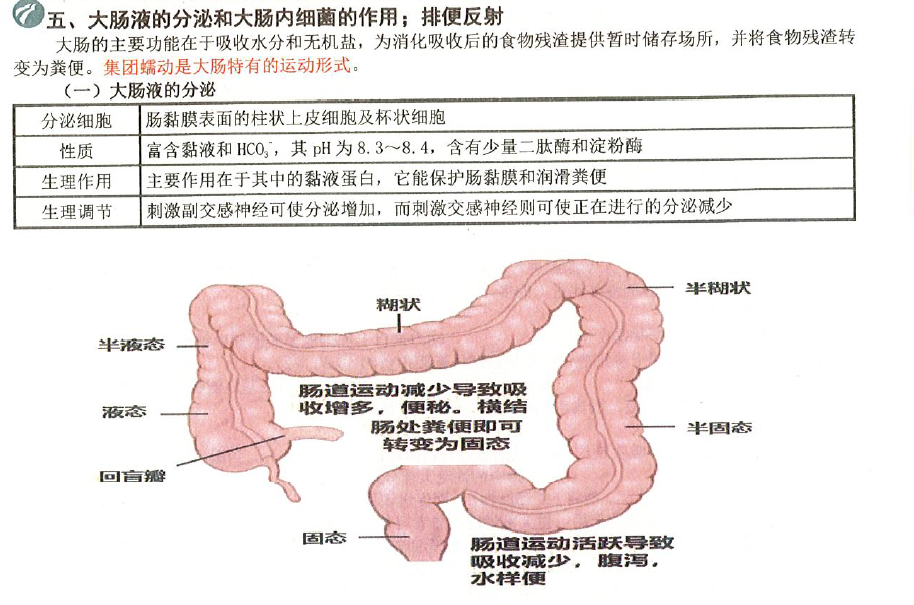 五、大肠液的分泌和大肠内细菌的作用；排便反射
大肠的主要功能在于吸收水分和无机盐，为消化吸收后的食物残渣提供暂时储存场所，并将食物残渣转
变为粪便。集团蠕动是大肠特有的运动形式。
（一）大肠液的分泌
分泌细胞 肠黏膜表面的柱状上皮细胞及杯状细胞
性质 富含黏液和 HCO₃⁻，其 pH 为 8.3～8.4，含有少量二肽酶和淀粉酶
生理作用 主要作用在于其中的黏液蛋白，它能保护肠黏膜和润滑粪便
生理调节 刺激副交感神经可使分泌增加，而刺激交感神经则可使正在进行的分泌减少
糊状
半糊状
半液态
肠道运动减少导致吸
收增多，便秘。横结
肠处粪便即可
转变为固态
液态
半固态
回盲瓣
固态
肠道运动活跃导致
吸收减少，腹泻，
水样便